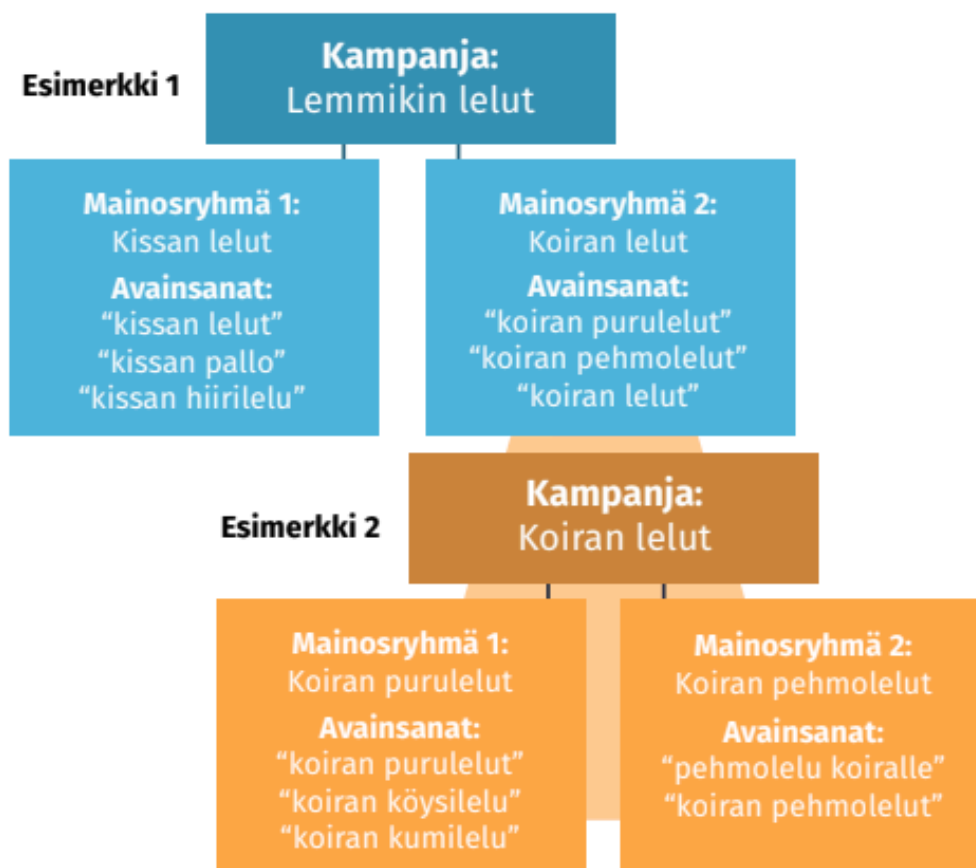 Esimerkki 1
Kampanja:
Lemmikin lelut
Mainosryhmä 1:
Kissan lelut
Avainsanat:
“kissan lelut”
“kissan pallo”
“kissan hiirilelu”
Mainosryhmä 2:
Koiran lelut
Avainsanat:
“koiran purulelut”
“koiran pehmolelut”
“koiran lelut”
Esimerkki 2
Kampanja:
Koiran lelut
Mainosryhmä 1:
Koiran purulelut
Avainsanat:
“koiran purulelut”
“koiran köysilelu”
“koiran kumilelu”
Mainosryhmä 2:
Koiran pehmolelut
Avainsanat:
“pehmolelu koiralle”
“koiran pehmolelut”